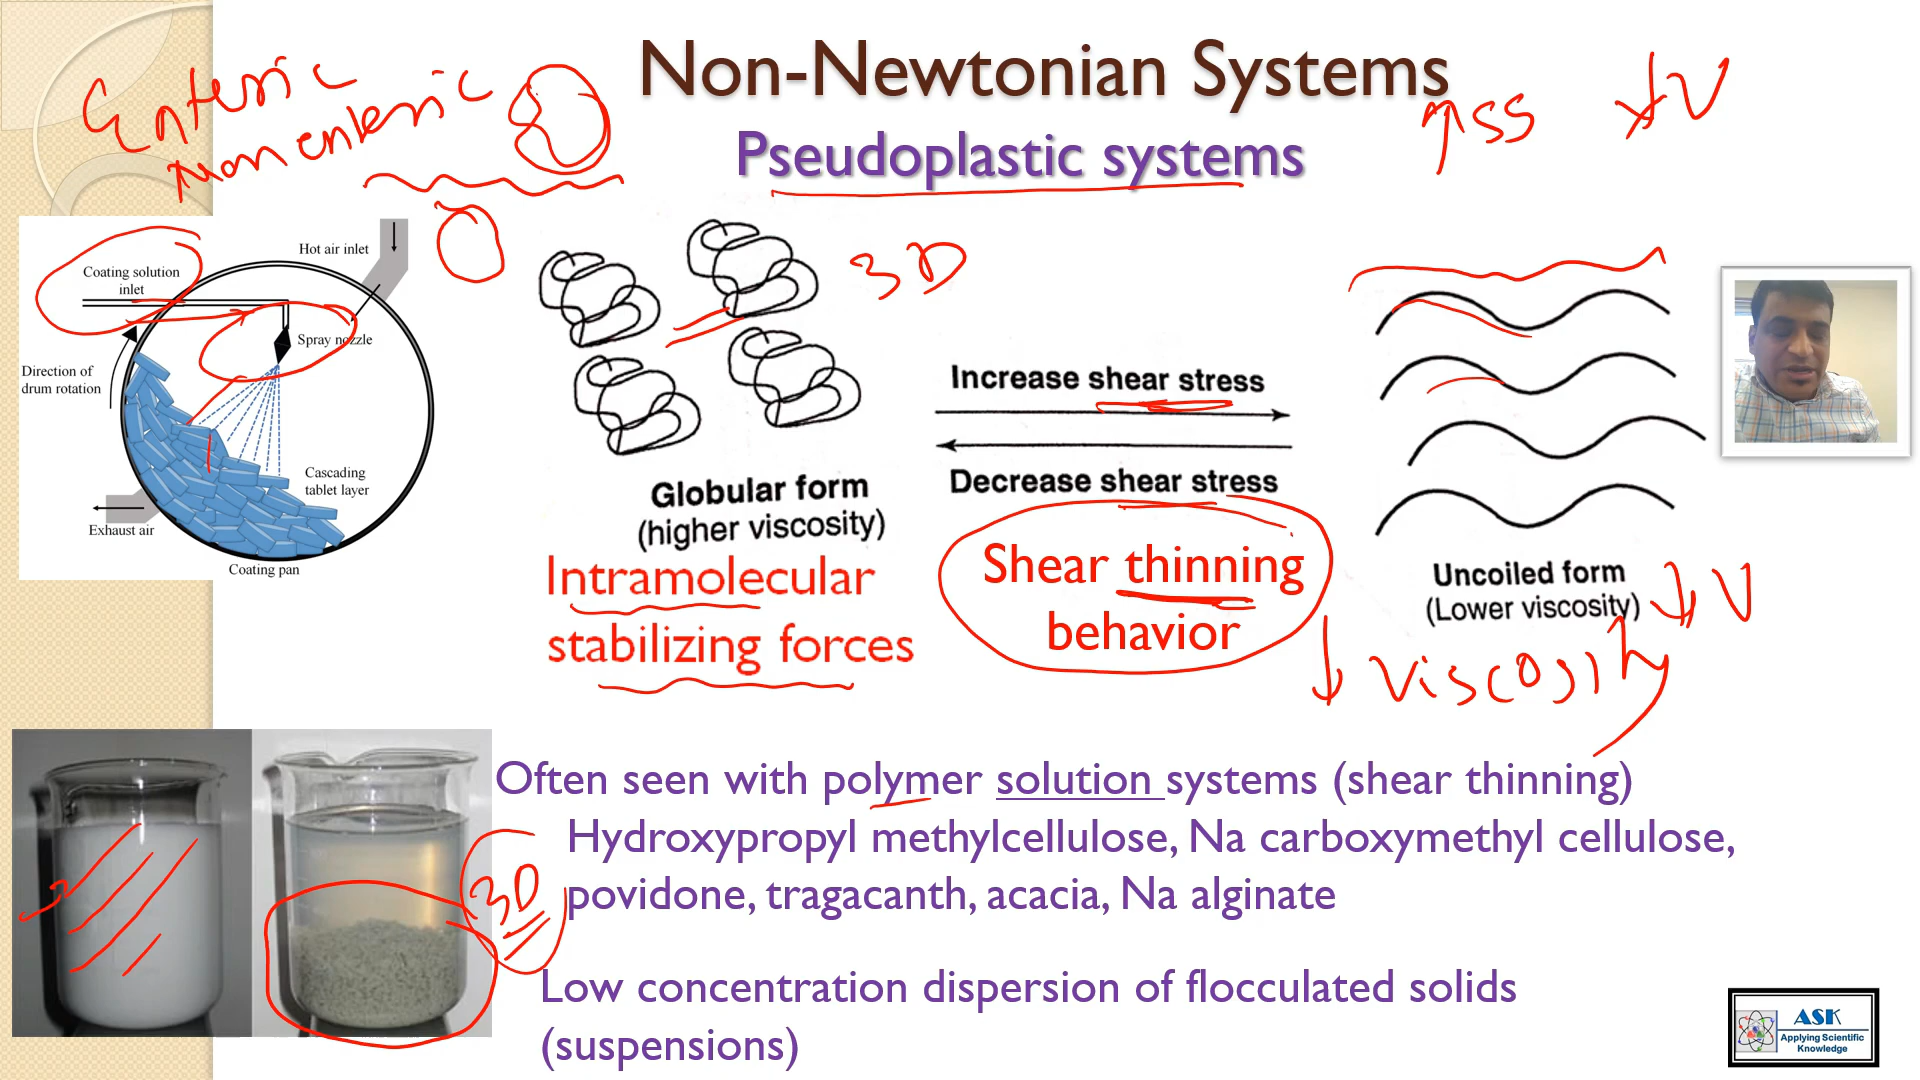 Non-Newtonian Systems
Pseudoplastic systems
Enteric
Non enteric
↑SS ↓V
Hot air inlet
Coating solution
inlet
Spray nozzle
Direction of
drum rotation
Cascading
tablet layer
Exhaust air
Coating pan
3D
Increase shear stress
Decrease shear stress
Globular form
(higher viscosity)
Intramolecular
stabilizing forces
Shear thinning
behavior
Uncoiled form
(Lower viscosity)
↓V
↓ Viscosity
Often seen with polymer solution systems (shear thinning)
Hydroxypropyl methylcellulose, Na carboxymethyl cellulose,
povidone, tragacanth, acacia, Na alginate
3D
Low concentration dispersion of flocculated solids
(suspensions)
ASK
Applying Scientific
Knowledge